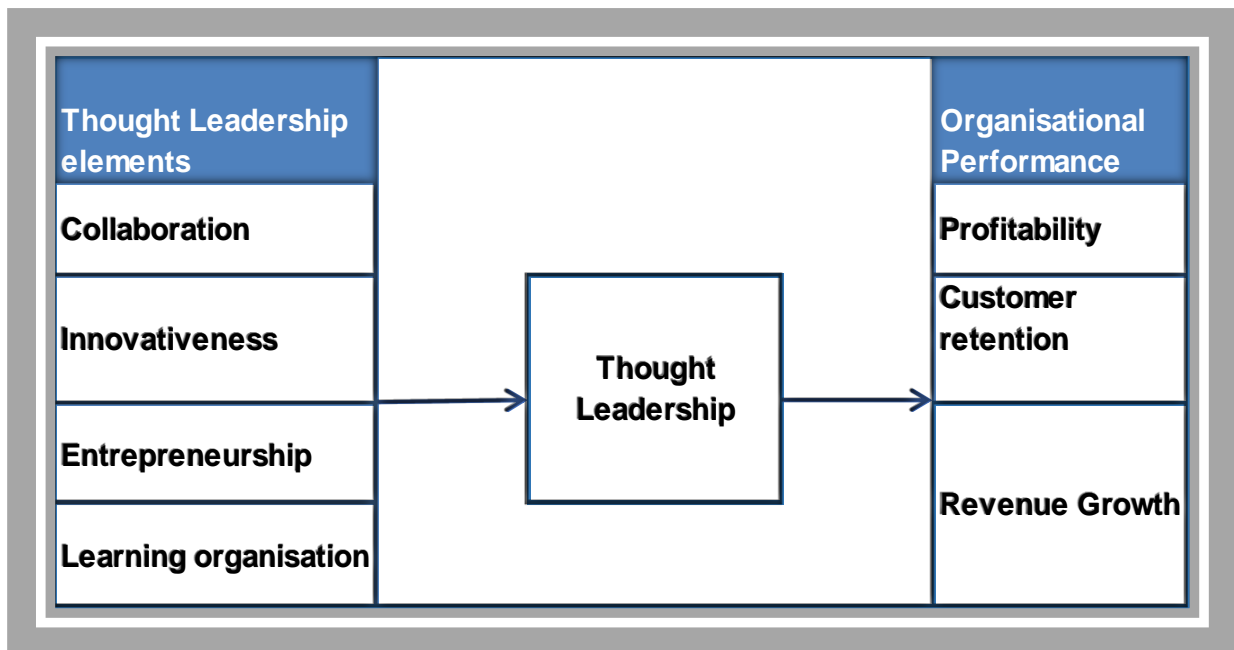 Thought Leadership
elements
Collaboration
Innovativeness
Entrepreneurship
Learning organisation
Thought
Leadership
Organisational
Performance
Profitability
Customer
retention
Revenue Growth